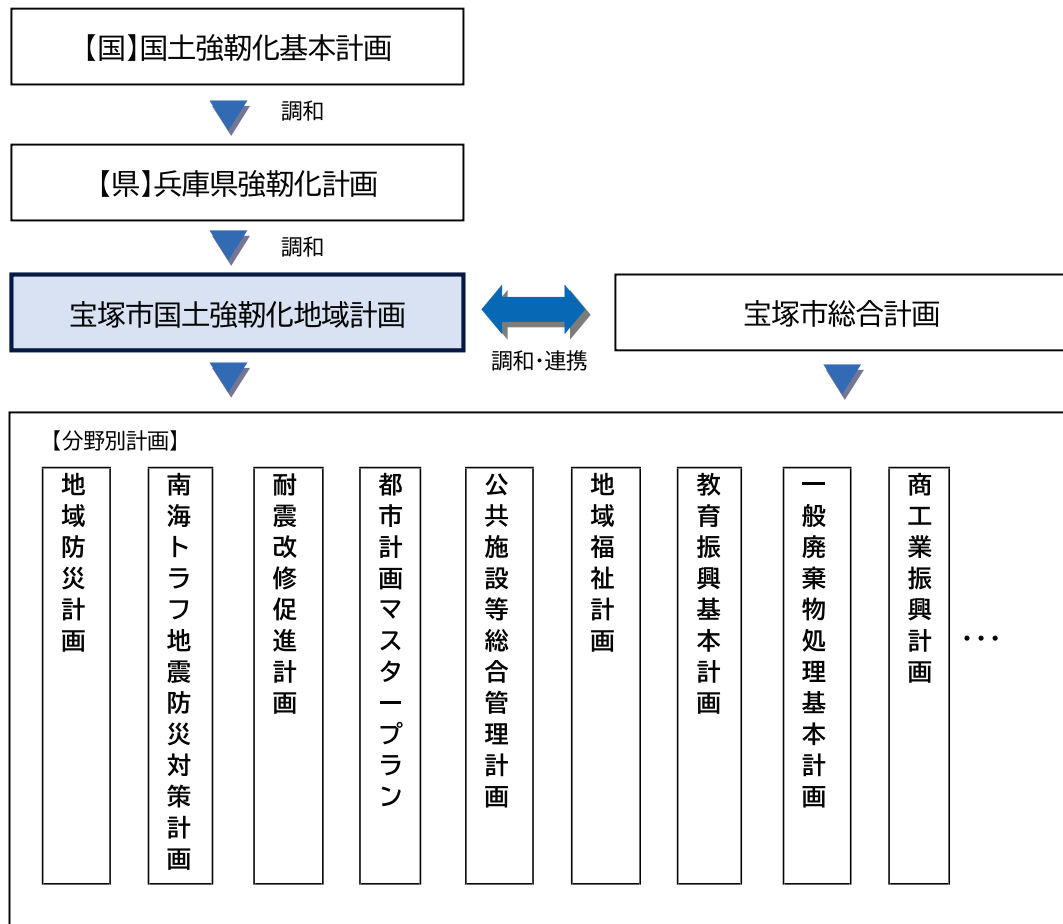 【国】国土強靱化基本計画
調和
【県】兵庫県強靱化計画
調和
宝塚市国土強靱化地域計画
調和・連携
宝塚市総合計画
【分野別計画】
地域防災計画
南海トラフ地震防災対策計画
耐震改修促進計画
都市計画マスタープラン
公共施設等総合管理計画
地域福祉計画
教育振興基本計画
一般廃棄物処理基本計画
商工業振興計画
…